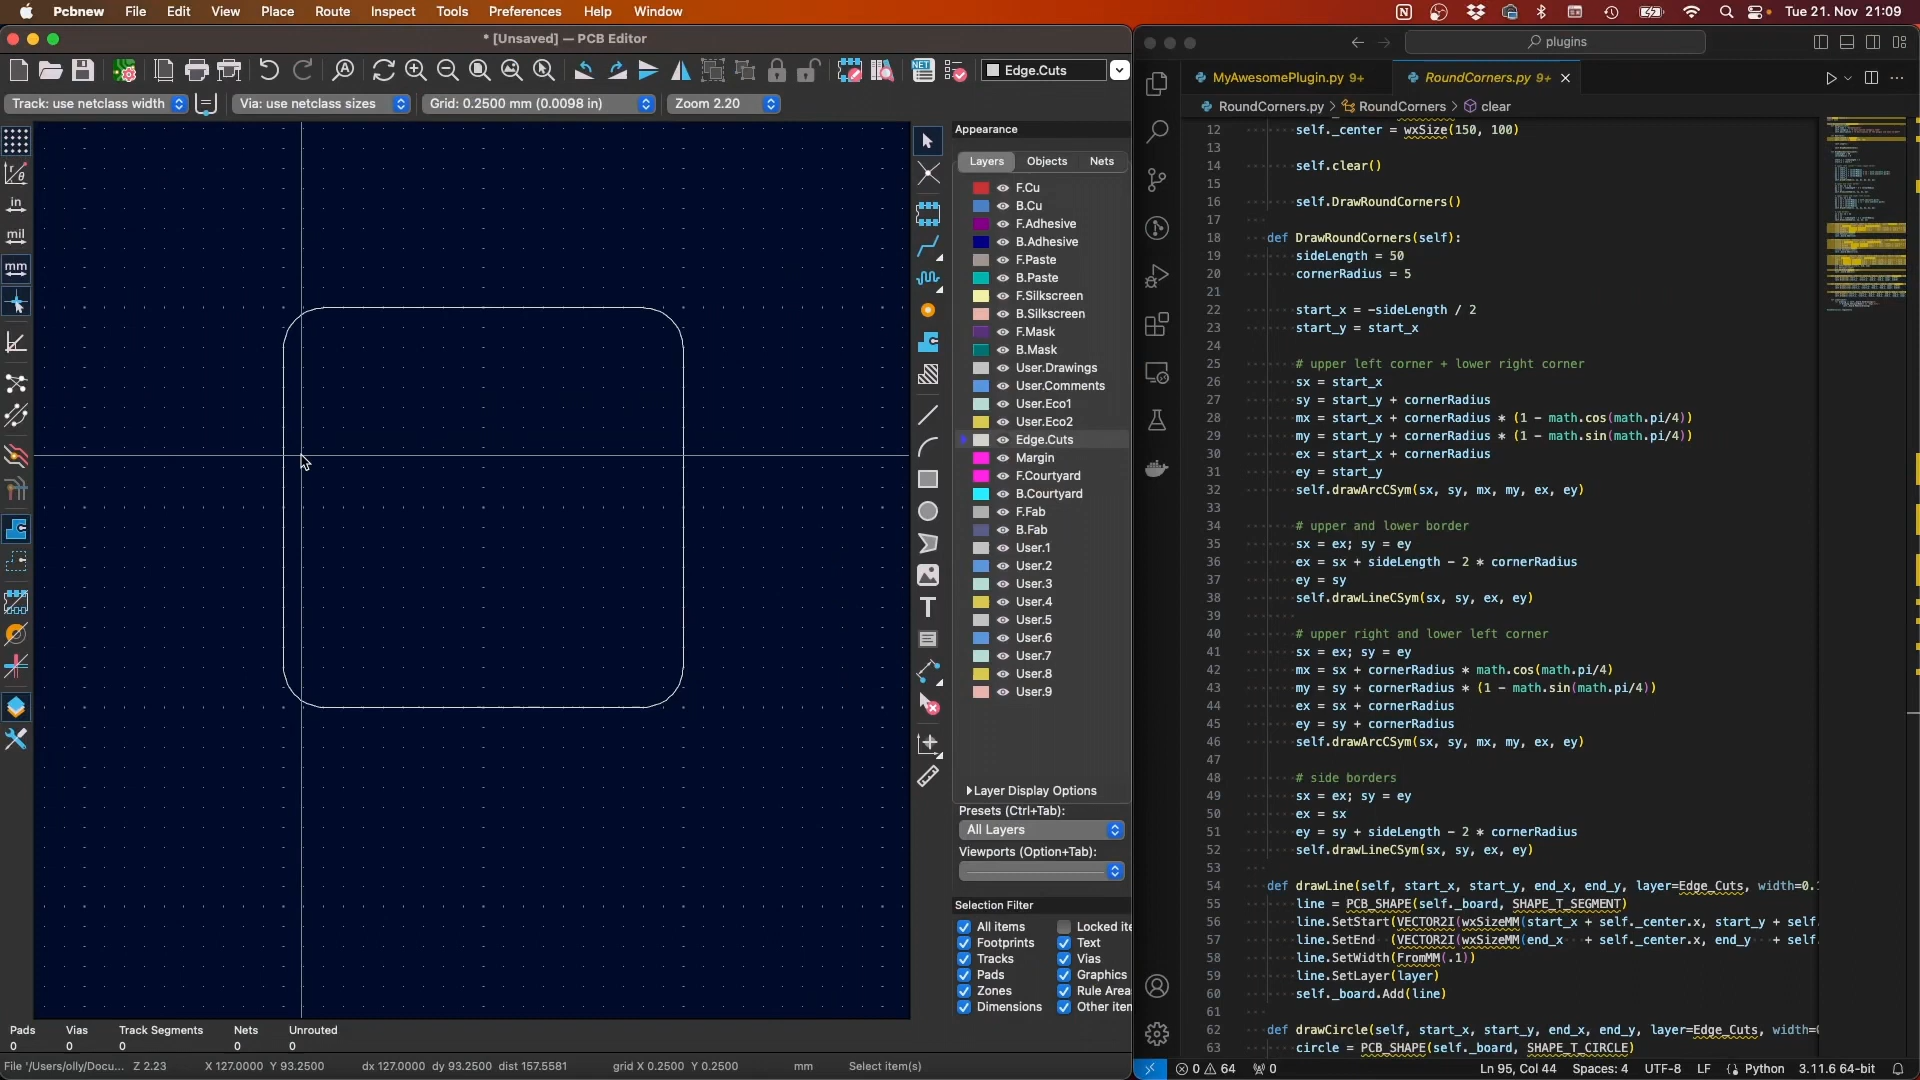 Pcbnew File Edit View Place Route Inspect Tools Preferences Help Window Tue 21. Nov 21:09
* [Unsaved] — PCB Editor
Edge.Cuts
Track: use netclass width
Via: use netclass sizes
Grid: 0.2500 mm (0.0098 in)
Zoom 2.20
in
mil
mm
NET
Appearance
Layers Objects Nets
F.Cu
B.Cu
F.Adhesive
B.Adhesive
F.Paste
B.Paste
F.Silkscreen
B.Silkscreen
F.Mask
B.Mask
User.Drawings
User.Comments
User.Eco1
User.Eco2
Edge.Cuts
Margin
F.Courtyard
B.Courtyard
F.Fab
B.Fab
User.1
User.2
User.3
User.4
User.5
User.6
User.7
User.8
User.9
Layer Display Options
Presets (Ctrl+Tab):
All Layers
Viewports (Option+Tab):
Selection Filter
All items Locked ite
Footprints Text
Tracks Vias
Pads Graphics
Zones Rule Area
Dimensions Other iten
Pads Vias Track Segments Nets Unrouted
0 0 0 0 0
File '/Users/olly/Docu... Z 2.23 X 127.0000 Y 93.2500 dx 127.0000 dy 93.2500 dist 157.5581 grid X 0.2500 Y 0.2500 mm Select item(s)
plugins
MyAwesomePlugin.py 9+ RoundCorners.py 9+
RoundCorners.py > RoundCorners > clear
12 self._center = wxSize(150, 100)
13
14 self.clear()
15
16 self.DrawRoundCorners()
17
18 def DrawRoundCorners(self):
19 sideLength = 50
20 cornerRadius = 5
21
22 start_x = -sideLength / 2
23 start_y = start_x
24
25 # upper left corner + lower right corner
26 sx = start_x
27 sy = start_y + cornerRadius
28 mx = start_x + cornerRadius * (1 - math.cos(math.pi/4))
29 my = start_y + cornerRadius * (1 - math.sin(math.pi/4))
30 ex = start_x + cornerRadius
31 ey = start_y
32 self.drawArcCSym(sx, sy, mx, my, ex, ey)
33
34 # upper and lower border
35 sx = ex; sy = ey
36 ex = sx + sideLength - 2 * cornerRadius
37 ey = sy
38 self.drawLineCSym(sx, sy, ex, ey)
39
40 # upper right and lower left corner
41 sx = ex; sy = ey
42 mx = sx + cornerRadius * math.cos(math.pi/4)
43 my = sy + cornerRadius * (1 - math.sin(math.pi/4))
44 ex = sx + cornerRadius
45 ey = sy + cornerRadius
46 self.drawArcCSym(sx, sy, mx, my, ex, ey)
47
48 # side borders
49 sx = ex; sy = ey
50 ex = sx
51 ey = sy + sideLength - 2 * cornerRadius
52 self.drawLineCSym(sx, sy, ex, ey)
53
54 def drawLine(self, start_x, start_y, end_x, end_y, layer=Edge_Cuts, width=0.1
55 line = PCB_SHAPE(self._board, SHAPE_T_SEGMENT)
56 line.SetStart(VECTOR2I(wxSizeMM(start_x + self._center.x, start_y + self.
57 line.SetEnd (VECTOR2I(wxSizeMM(end_x + self._center.x, end_y + self.
58 line.SetWidth(FromMM(.1))
59 line.SetLayer(layer)
60 self._board.Add(line)
61
62 def drawCircle(self, start_x, start_y, end_x, end_y, layer=Edge_Cuts, width=0
63 circle = PCB_SHAPE(self._board, SHAPE_T_CIRCLE)
0 64 0 Ln 95, Col 44 Spaces: 4 UTF-8 LF Python 3.11.6 64-bit